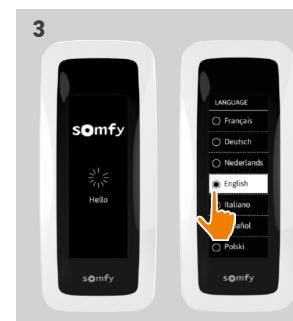 3
somfy
Hello
somfy
LANGUAGE
Français
Deutsch
Nederlands
English
Italiano
Polski
somfy